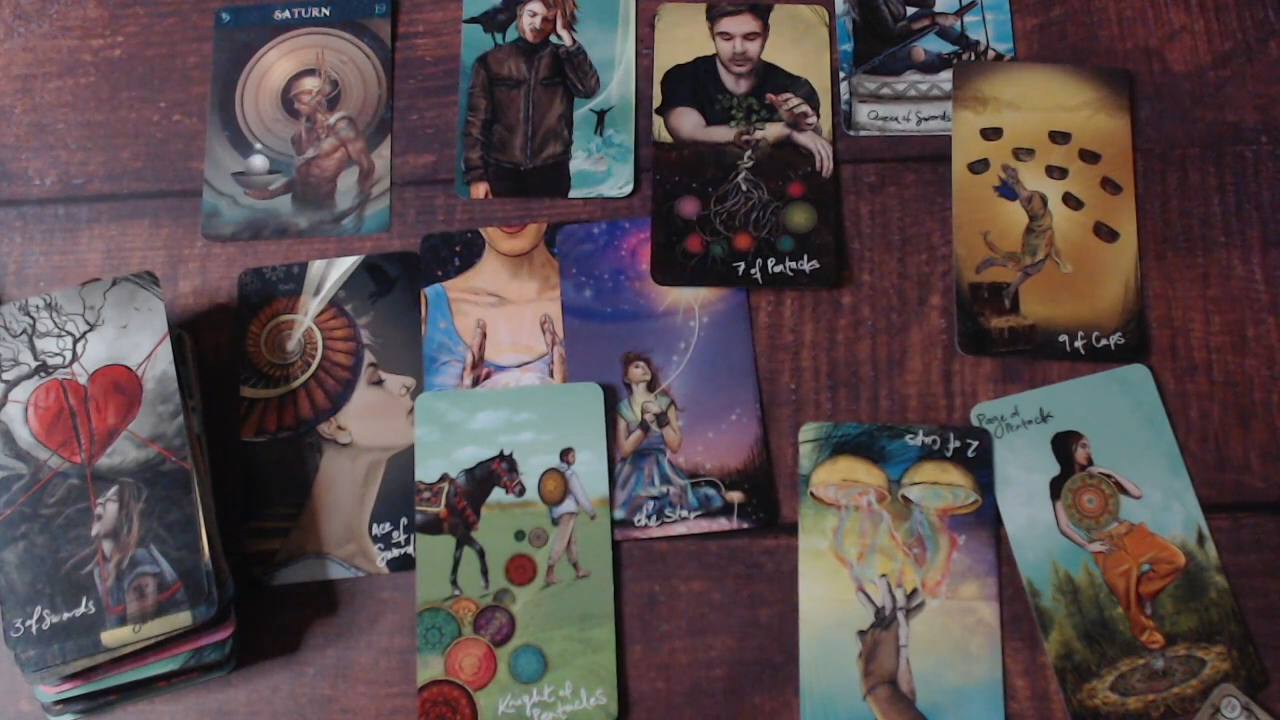 SATURN
Queen of Swords
7 of Pentacles
9 of Cups
Page of
Pentacles
2 of Cups
Ace of
Swords
the Star
3 of Swords
Knight of
Pentacles